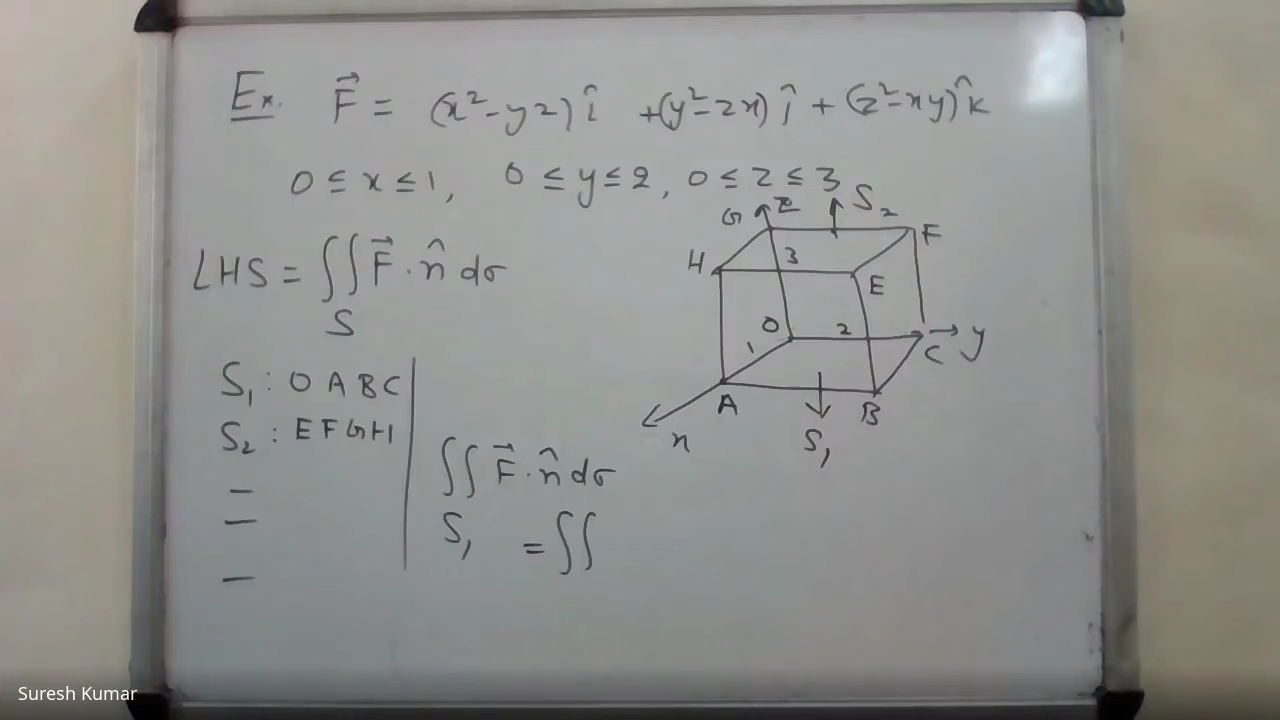 Ex. F⃗ = (x²-yz) î +(y²-zx) ĵ + (z²-xy) k̂
0 ≤ x ≤ 1, 0 ≤ y ≤ 2, 0 ≤ z ≤ 3
G z S₂
H 3 F
E
LHS = ∬ F⃗ . n̂ dσ
S
O 2 C y
1
S₁ : O A B C
A B
x S₁
S₂ : E F G H
∬ F⃗ . n̂ dσ
S₁ = ∬
Suresh Kumar